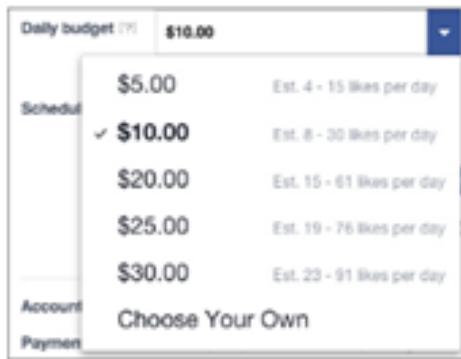 Daily budget [?] $10.00
$5.00 Est. 4 - 15 likes per day
Schedul
✓ $10.00 Est. 8 - 30 likes per day
$20.00 Est. 15 - 61 likes per day
$25.00 Est. 19 - 76 likes per day
$30.00 Est. 23 - 91 likes per day
Account
Choose Your Own
Paymen